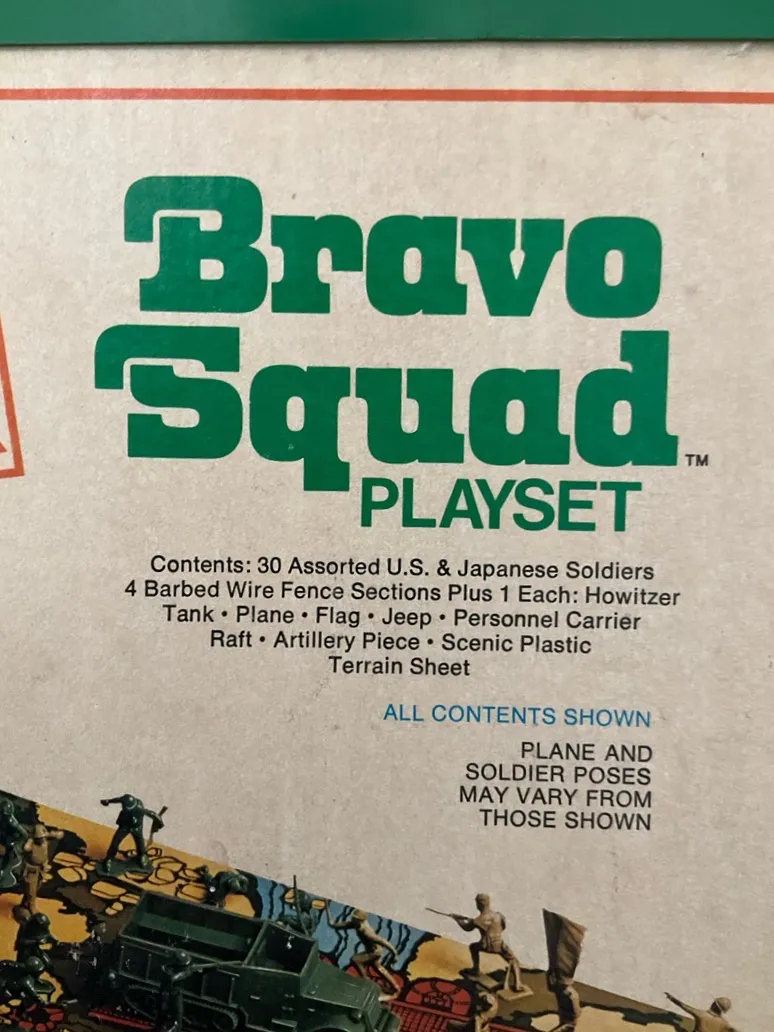 Bravo
Squad™
PLAYSET
Contents: 30 Assorted U.S. & Japanese Soldiers
4 Barbed Wire Fence Sections Plus 1 Each: Howitzer
Tank • Plane • Flag • Jeep • Personnel Carrier
Raft • Artillery Piece • Scenic Plastic
Terrain Sheet
ALL CONTENTS SHOWN
PLANE AND
SOLDIER POSES
MAY VARY FROM
THOSE SHOWN